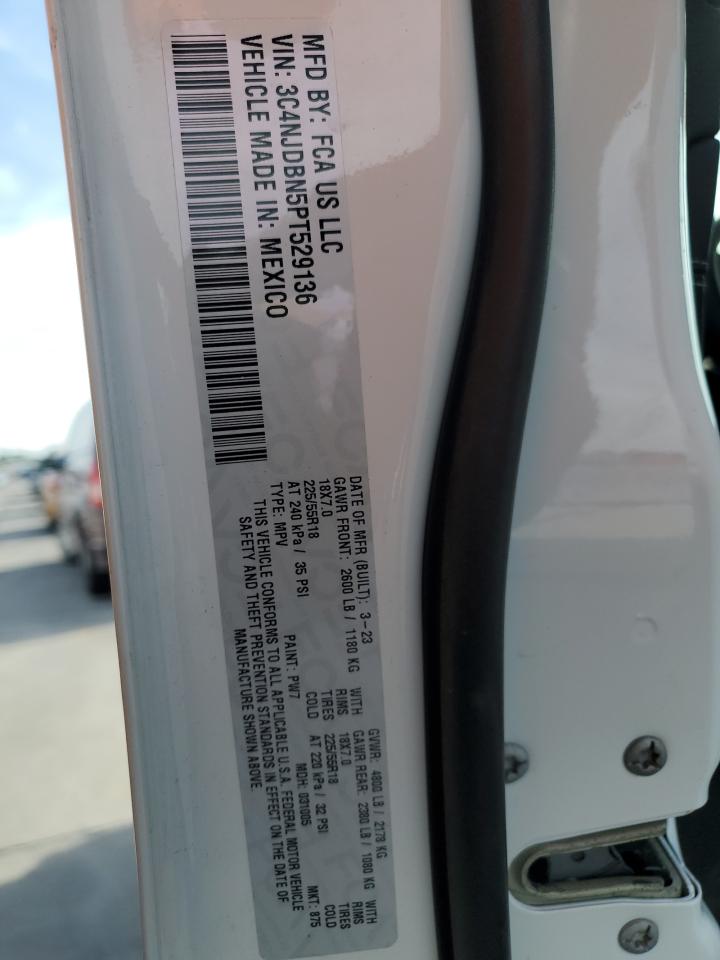 MFD BY: FCA US LLC
VIN: 3C4NJDBN5PT529136
VEHICLE MADE IN: MEXICO
DATE OF MFR (BUILT): 3-23 GVWR: 4800 LB / 2178 KG
GAWR FRONT: 2600 LB / 1180 KG WITH GAWR REAR: 2380 LB / 1080 KG WITH
18X7.0 RIMS 18X7.0 RIMS
225/55R18 TIRES 225/55R18 TIRES
AT 240 kPa / 35 PSI COLD AT 220 kPa / 32 PSI COLD
TYPE: MPV PAINT: PW7 MDH: 031005 MKT: 875
THIS VEHICLE CONFORMS TO ALL APPLICABLE U.S.A. FEDERAL MOTOR VEHICLE
SAFETY AND THEFT PREVENTION STANDARDS IN EFFECT ON THE DATE OF
MANUFACTURE SHOWN ABOVE.